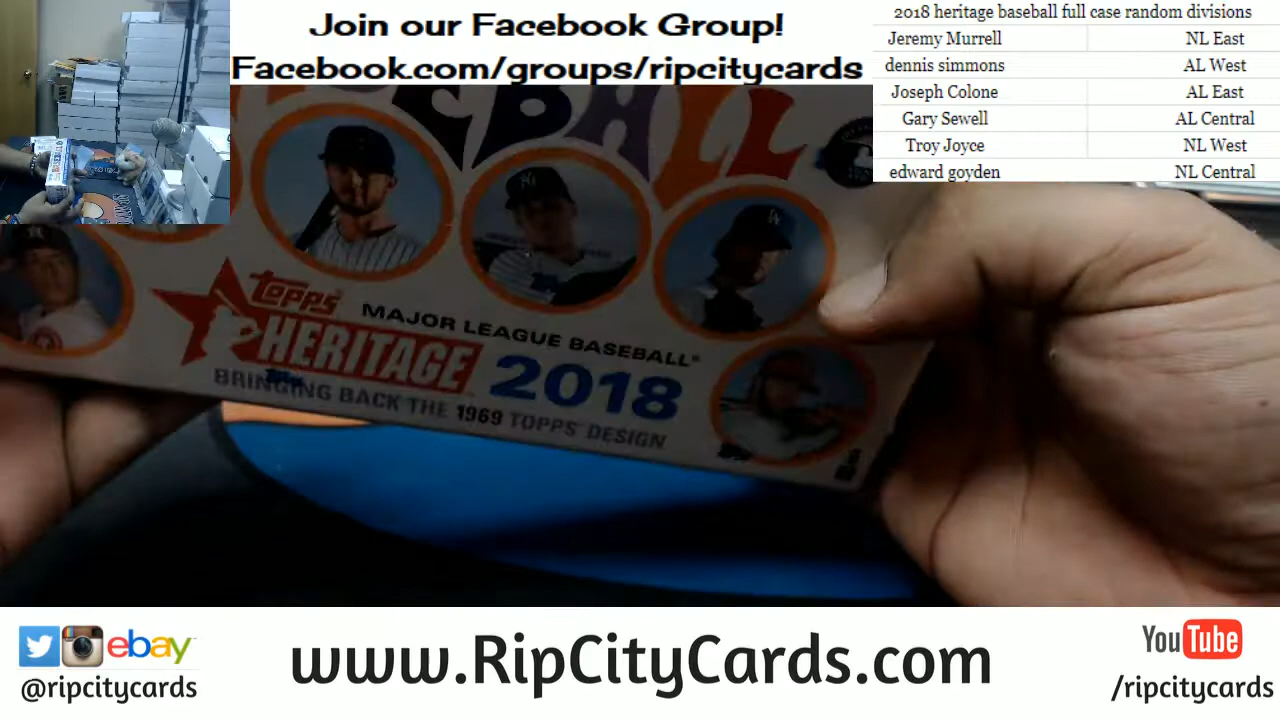 Join our Facebook Group!
Facebook.com/groups/ripcitycards
2018 heritage baseball full case random divisions
Jeremy Murrell NL East
dennis simmons AL West
Joseph Colone AL East
Gary Sewell AL Central
Troy Joyce NL West
edward goyden NL Central
TOPPS
HERITAGE
MAJOR LEAGUE BASEBALL
2018
BRINGING BACK THE 1969 TOPPS DESIGN
NY
LA
ebay
@ripcitycards
www.RipCityCards.com
YouTube
/ripcitycards